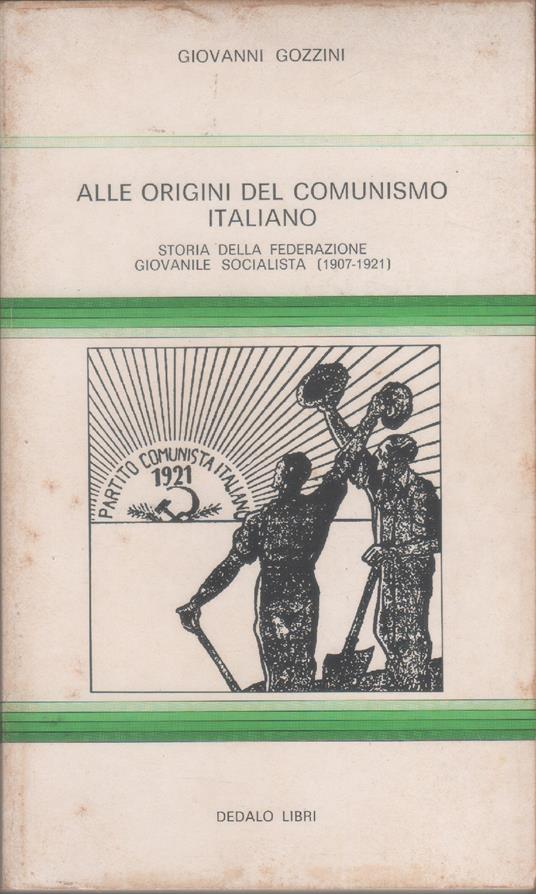 GIOVANNI GOZZINI
ALLE ORIGINI DEL COMUNISMO
ITALIANO
STORIA DELLA FEDERAZIONE
GIOVANILE SOCIALISTA (1907-1921)
PARTITO COMUNISTA ITALIANO
1921
DEDALO LIBRI